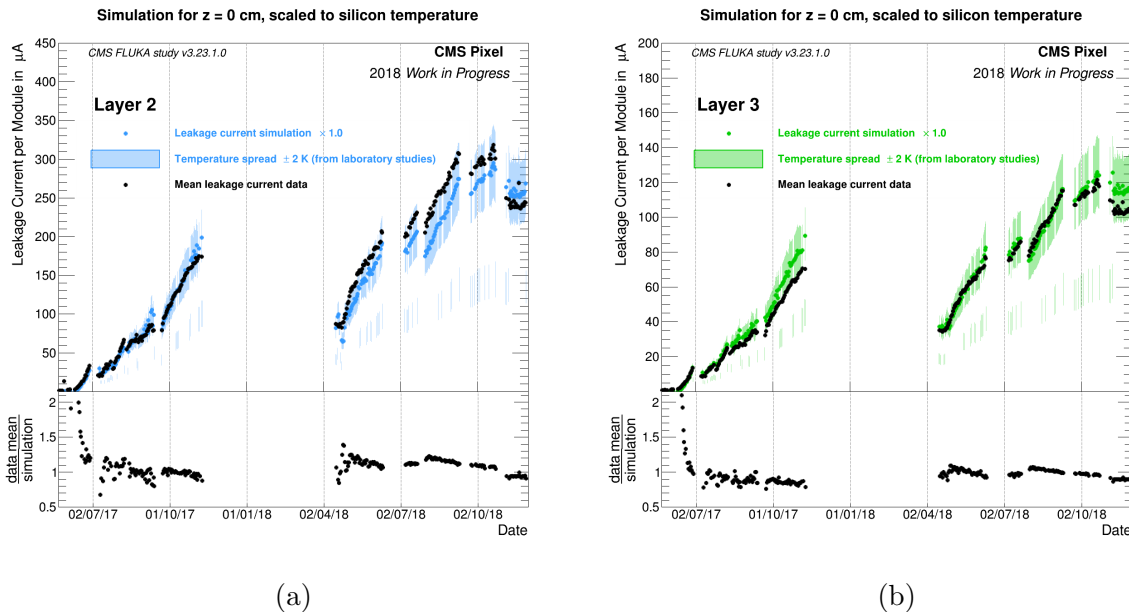 Simulation for z = 0 cm, scaled to silicon temperature
Leakage Current per Module in µA
450
400
350
300
250
200
150
100
50
CMS FLUKA study v3.23.1.0
CMS Pixel
2018 Work in Progress
Layer 2
Leakage current simulation × 1.0
Temperature spread ± 2 K (from laboratory studies)
Mean leakage current data
data mean
simulation
2
1.5
1
0.5
02/07/17 01/10/17 01/01/18 02/04/18 02/07/18 02/10/18
Date
(a)
Simulation for z = 0 cm, scaled to silicon temperature
Leakage Current per Module in µA
200
180
160
140
120
100
80
60
40
20
CMS FLUKA study v3.23.1.0
CMS Pixel
2018 Work in Progress
Layer 3
Leakage current simulation × 1.0
Temperature spread ± 2 K (from laboratory studies)
Mean leakage current data
data mean
simulation
2
1.5
1
0.5
02/07/17 01/10/17 01/01/18 02/04/18 02/07/18 02/10/18
Date
(b)